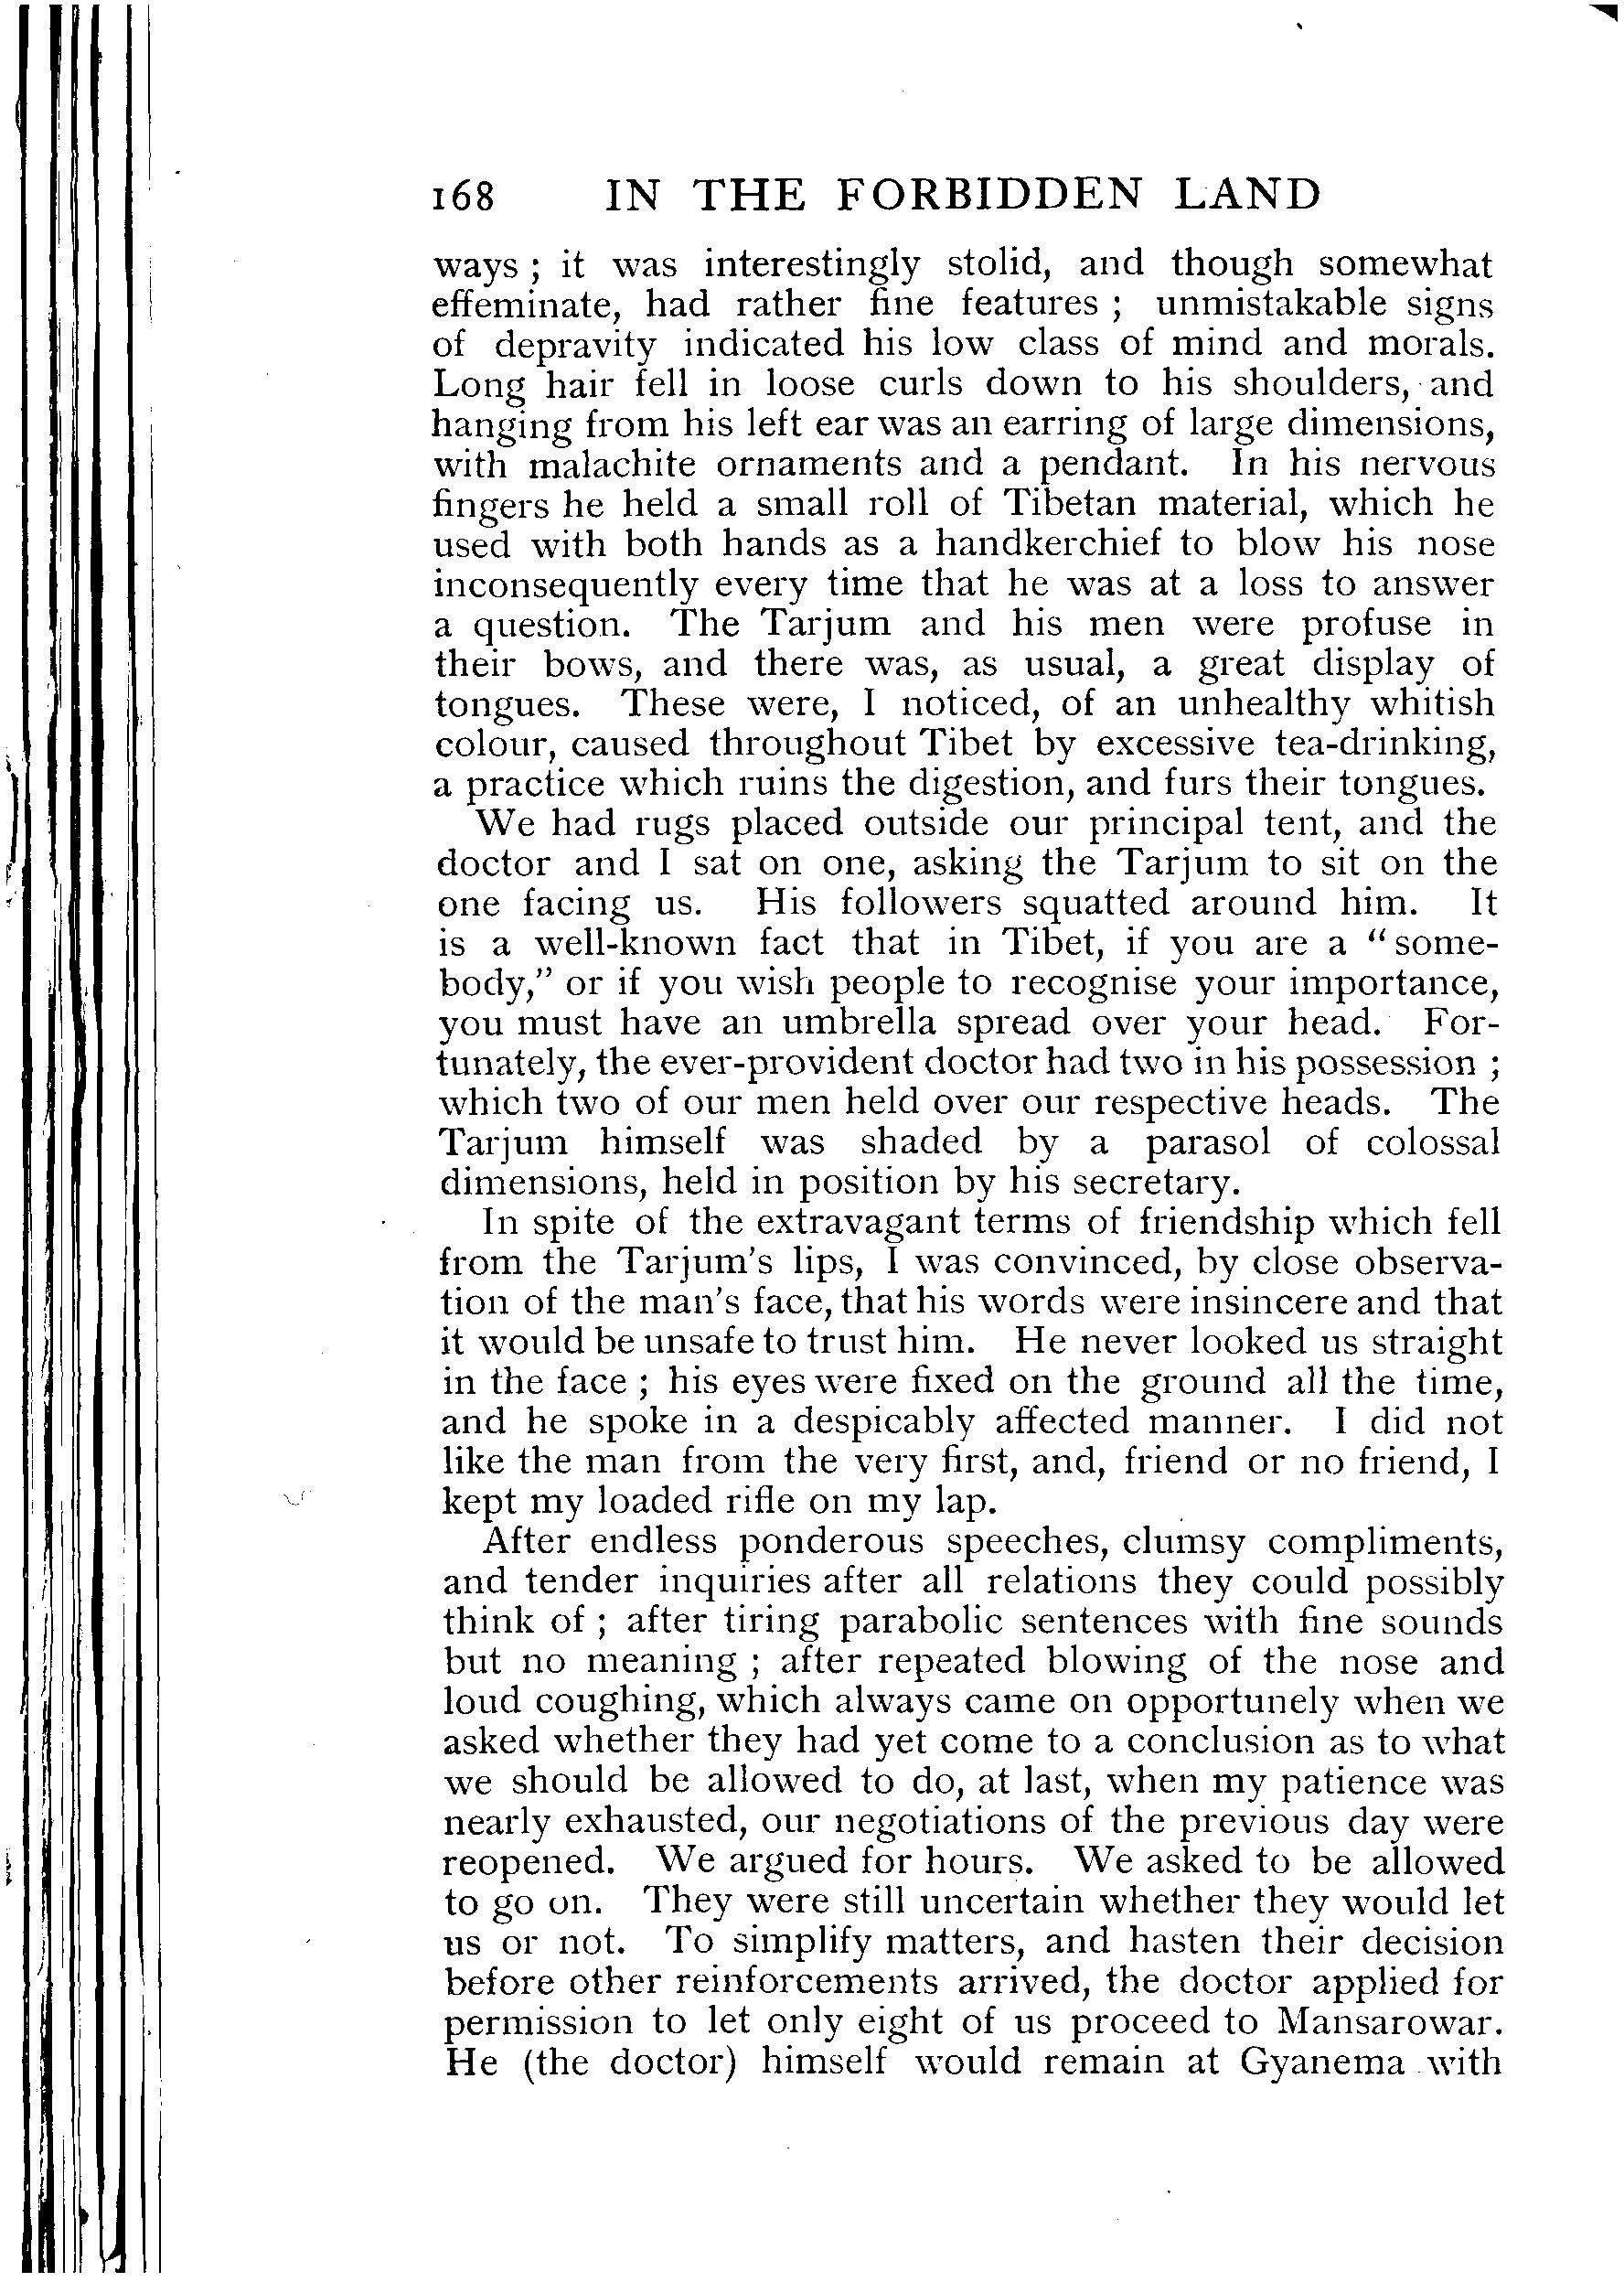 168 IN THE FORBIDDEN LAND
ways ; it was interestingly stolid, and though somewhat
effeminate, had rather fine features ; unmistakable signs
of depravity indicated his low class of mind and morals.
Long hair fell in loose curls down to his shoulders, and
hanging from his left ear was an earring of large dimensions,
with malachite ornaments and a pendant. In his nervous
fingers he held a small roll of Tibetan material, which he
used with both hands as a handkerchief to blow his nose
inconsequently every time that he was at a loss to answer
a question. The Tarjum and his men were profuse in
their bows, and there was, as usual, a great display of
tongues. These were, I noticed, of an unhealthy whitish
colour, caused throughout Tibet by excessive tea-drinking,
a practice which ruins the digestion, and furs their tongues.
We had rugs placed outside our principal tent, and the
doctor and I sat on one, asking the Tarjum to sit on the
one facing us. His followers squatted around him. It
is a well-known fact that in Tibet, if you are a “some-
body,” or if you wish people to recognise your importance,
you must have an umbrella spread over your head. For-
tunately, the ever-provident doctor had two in his possession ;
which two of our men held over our respective heads. The
Tarjum himself was shaded by a parasol of colossal
dimensions, held in position by his secretary.
In spite of the extravagant terms of friendship which fell
from the Tarjum's lips, I was convinced, by close observa-
tion of the man's face, that his words were insincere and that
it would be unsafe to trust him. He never looked us straight
in the face ; his eyes were fixed on the ground all the time,
and he spoke in a despicably affected manner. I did not
like the man from the very first, and, friend or no friend, I
kept my loaded rifle on my lap.
After endless ponderous speeches, clumsy compliments,
and tender inquiries after all relations they could possibly
think of ; after tiring parabolic sentences with fine sounds
but no meaning ; after repeated blowing of the nose and
loud coughing, which always came on opportunely when we
asked whether they had yet come to a conclusion as to what
we should be allowed to do, at last, when my patience was
nearly exhausted, our negotiations of the previous day were
reopened. We argued for hours. We asked to be allowed
to go on. They were still uncertain whether they would let
us or not. To simplify matters, and hasten their decision
before other reinforcements arrived, the doctor applied for
permission to let only eight of us proceed to Mansarowar.
He (the doctor) himself would remain at Gyanema with